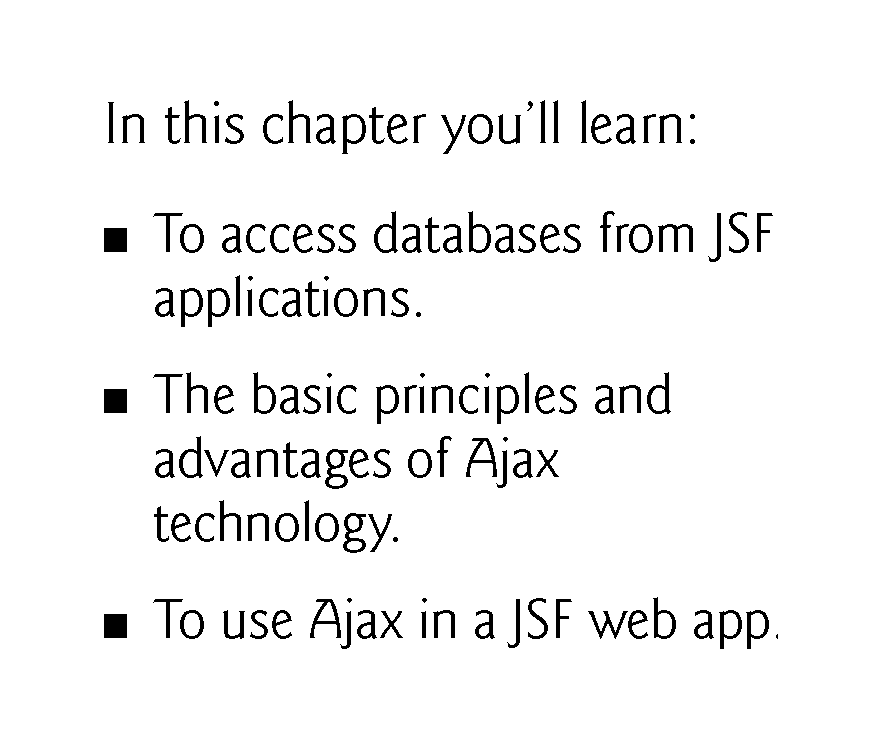 In this chapter you’ll learn:
■ To access databases from JSF
applications.
■ The basic principles and
advantages of Ajax
technology.
■ To use Ajax in a JSF web app.